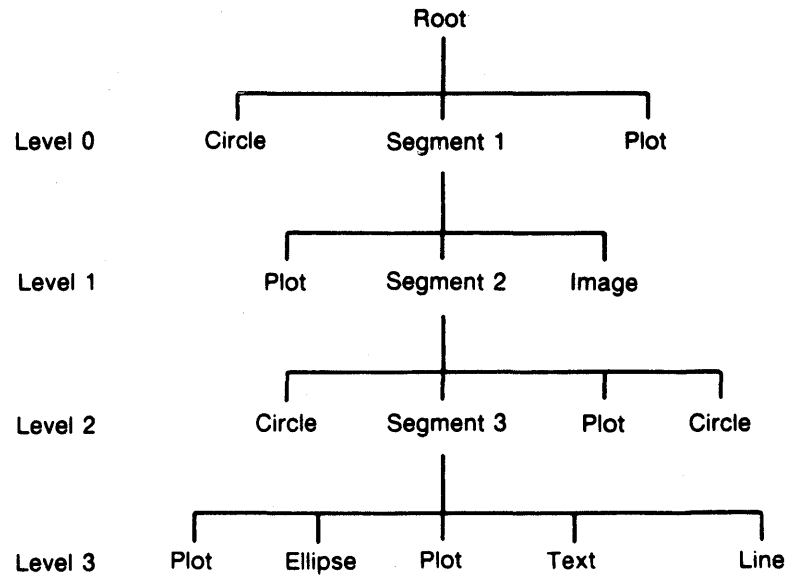 Root
Level 0 Circle Segment 1 Plot
Level 1 Plot Segment 2 Image
Level 2 Circle Segment 3 Plot Circle
Level 3 Plot Ellipse Plot Text Line